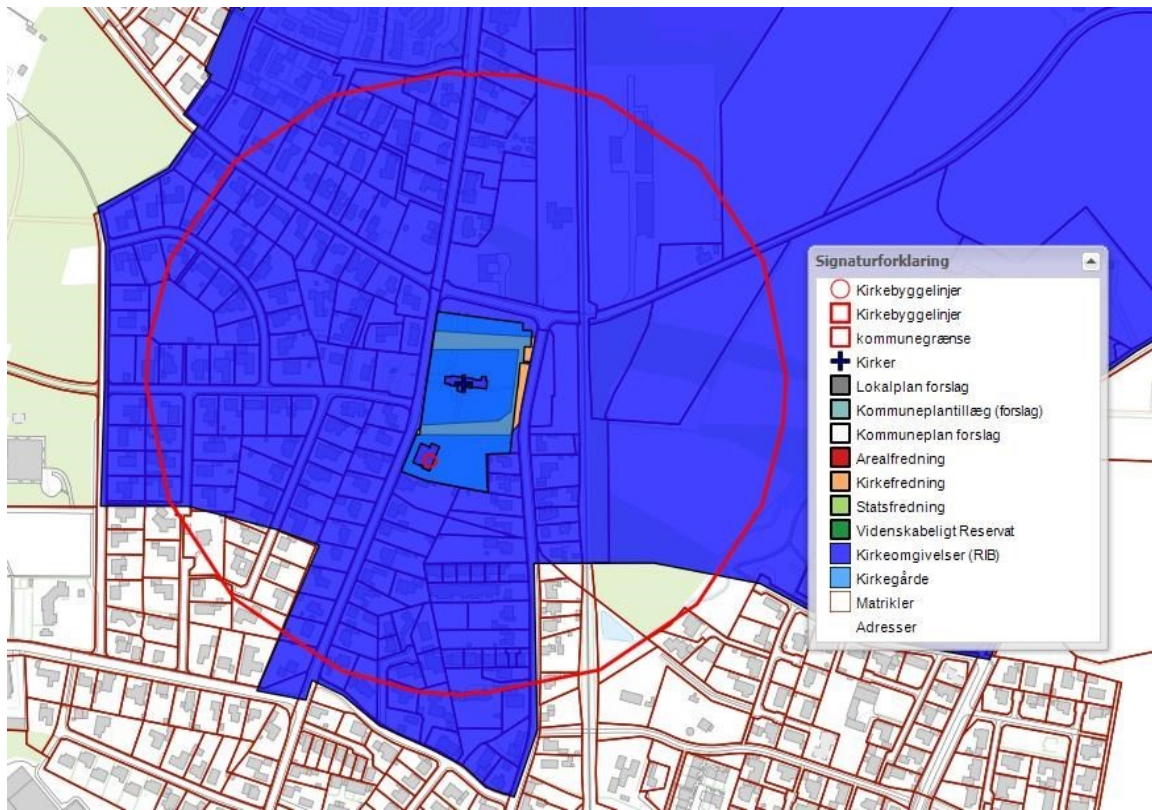 Signaturforklaring
Kirkebyggelinjer
Kirkebyggelinjer
kommunegrænse
Kirker
Lokalplan forslag
Kommuneplantillæg (forslag)
Kommuneplan forslag
Arealfredning
Kirkefredning
Statsfredning
Videnskabeligt Reservat
Kirkeomgivelser (RIB)
Kirkegårde
Matrikler
Adresser